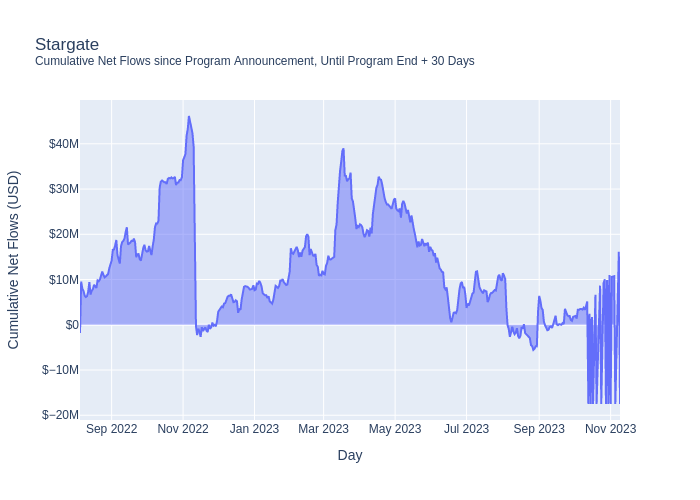 Stargate
Cumulative Net Flows since Program Announcement, Until Program End + 30 Days
Cumulative Net Flows (USD)
$40M
$30M
$20M
$10M
$0
$−10M
$−20M
Sep 2022 Nov 2022 Jan 2023 Mar 2023 May 2023 Jul 2023 Sep 2023 Nov 2023
Day